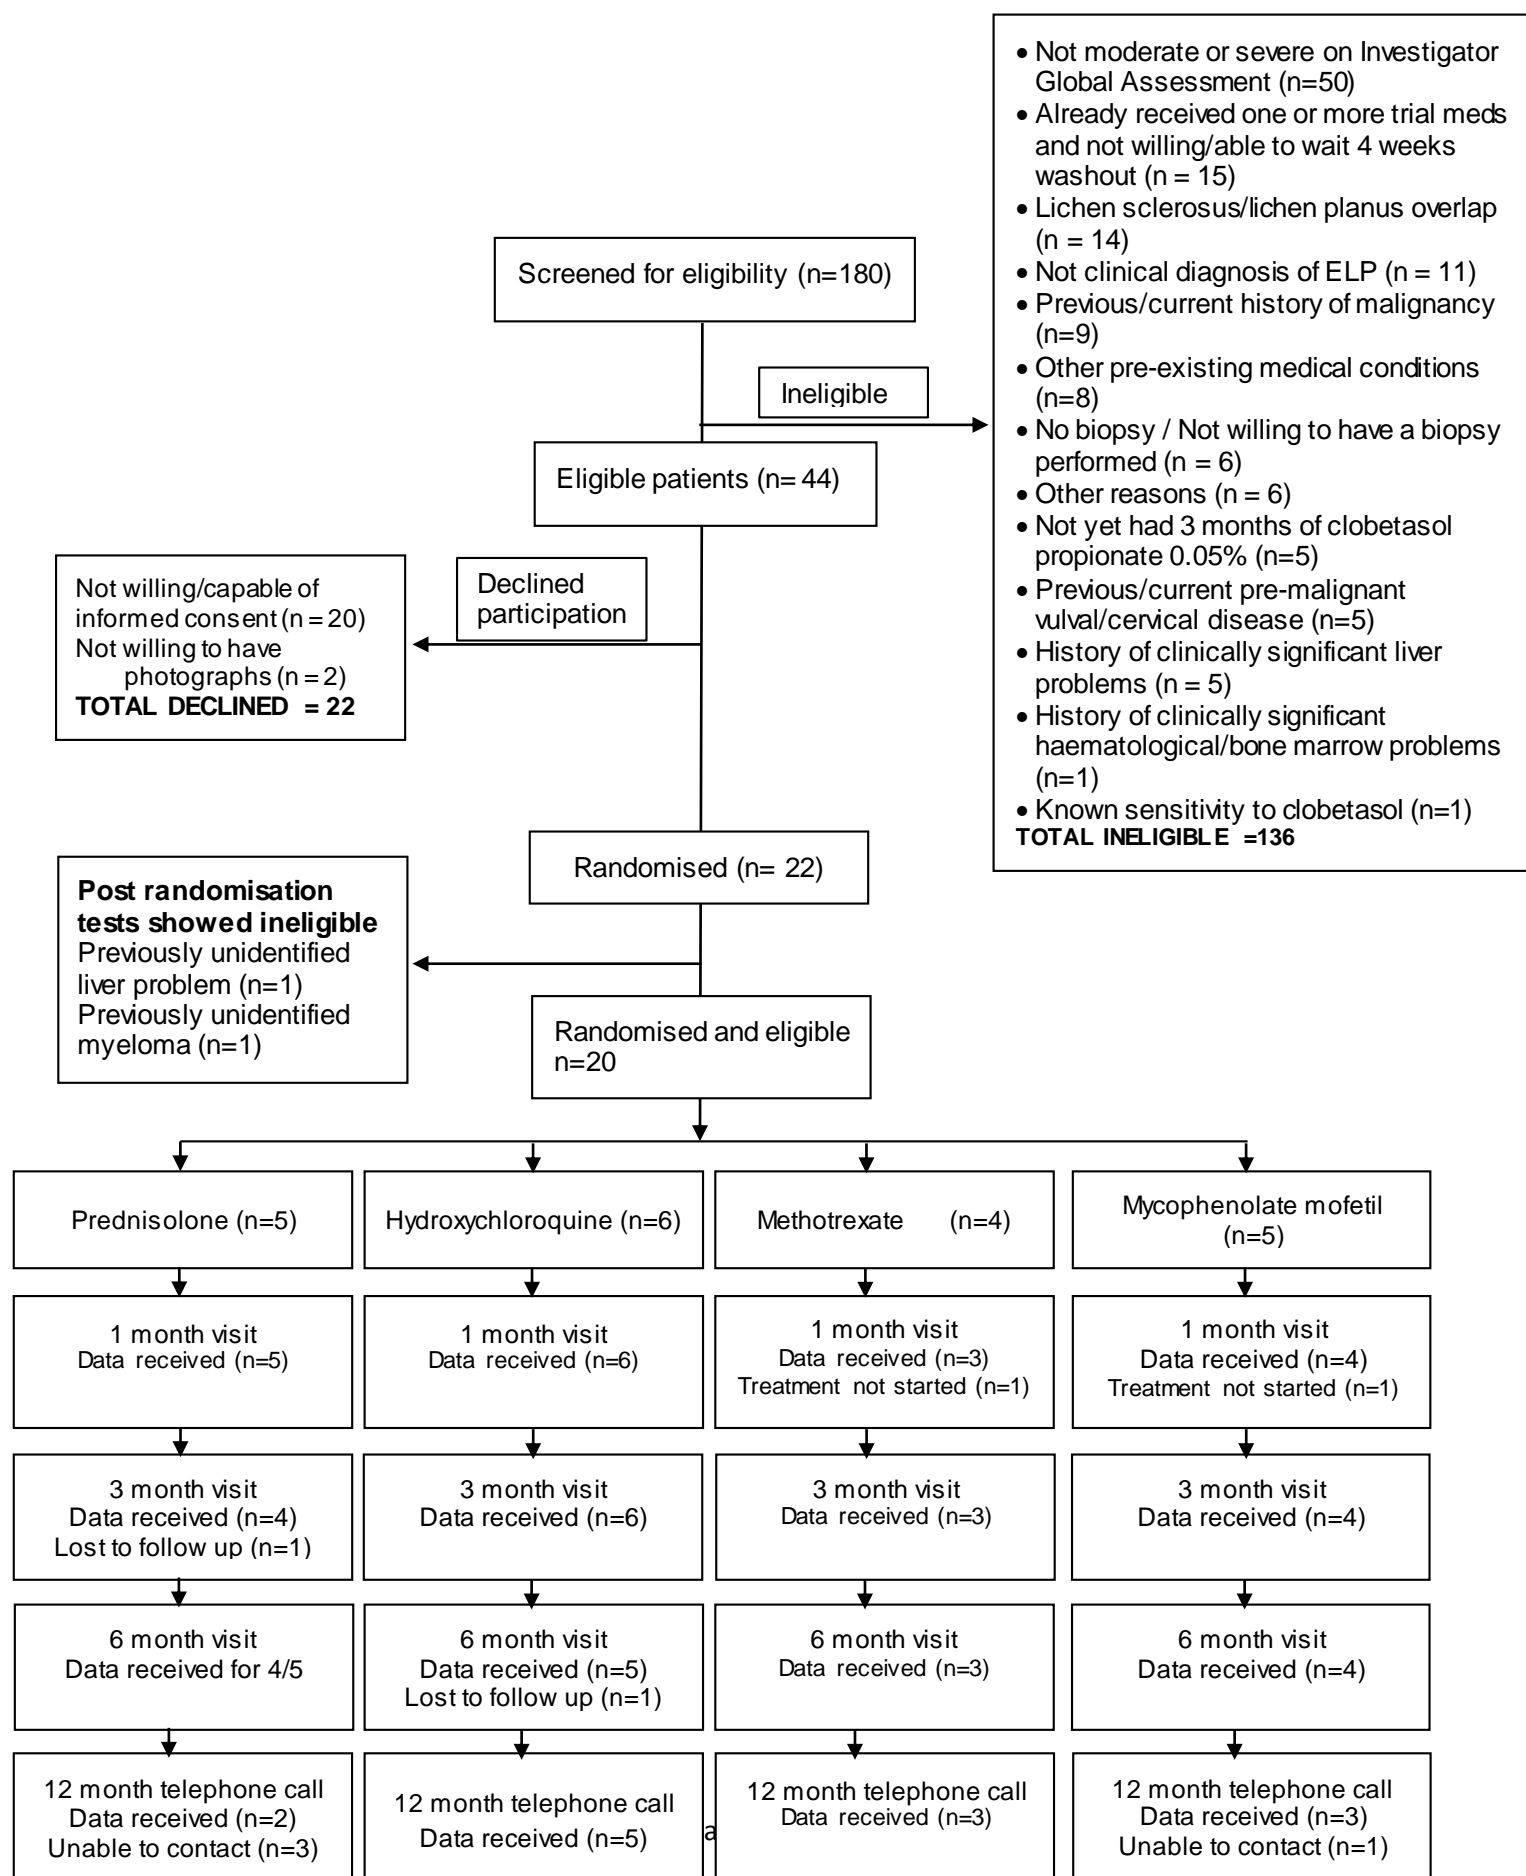 • Not moderate or severe on Investigator
Global Assessment (n=50)
• Already received one or more trial meds
and not willing/able to wait 4 weeks
washout (n = 15)
• Lichen sclerosus/lichen planus overlap
(n = 14)
• Not clinical diagnosis of ELP (n = 11)
• Previous/current history of malignancy
(n=9)
• Other pre-existing medical conditions
(n=8)
• No biopsy / Not willing to have a biopsy
performed (n = 6)
• Other reasons (n = 6)
• Not yet had 3 months of clobetasol
propionate 0.05% (n=5)
• Previous/current pre-malignant
vulval/cervical disease (n=5)
• History of clinically significant liver
problems (n = 5)
• History of clinically significant
haematological/bone marrow problems
(n=1)
• Known sensitivity to clobetasol (n=1)
TOTAL INELIGIBLE =136
Screened for eligibility (n=180)
Ineligible
Eligible patients (n= 44)
Declined
participation
Not willing/capable of
informed consent (n = 20)
Not willing to have
photographs (n = 2)
TOTAL DECLINED = 22
Randomised (n= 22)
Post randomisation
tests showed ineligible
Previously unidentified
liver problem (n=1)
Previously unidentified
myeloma (n=1)
Randomised and eligible
n=20
Prednisolone (n=5)
Hydroxychloroquine (n=6)
Methotrexate (n=4)
Mycophenolate mofetil
(n=5)
1 month visit
Data received (n=5)
1 month visit
Data received (n=6)
1 month visit
Data received (n=3)
Treatment not started (n=1)
1 month visit
Data received (n=4)
Treatment not started (n=1)
3 month visit
Data received (n=4)
Lost to follow up (n=1)
3 month visit
Data received (n=6)
3 month visit
Data received (n=3)
3 month visit
Data received (n=4)
6 month visit
Data received for 4/5
6 month visit
Data received (n=5)
Lost to follow up (n=1)
6 month visit
Data received (n=3)
6 month visit
Data received (n=4)
12 month telephone call
Data received (n=2)
Unable to contact (n=3)
12 month telephone call
Data received (n=5)
a
12 month telephone call
Data received (n=3)
12 month telephone call
Data received (n=3)
Unable to contact (n=1)